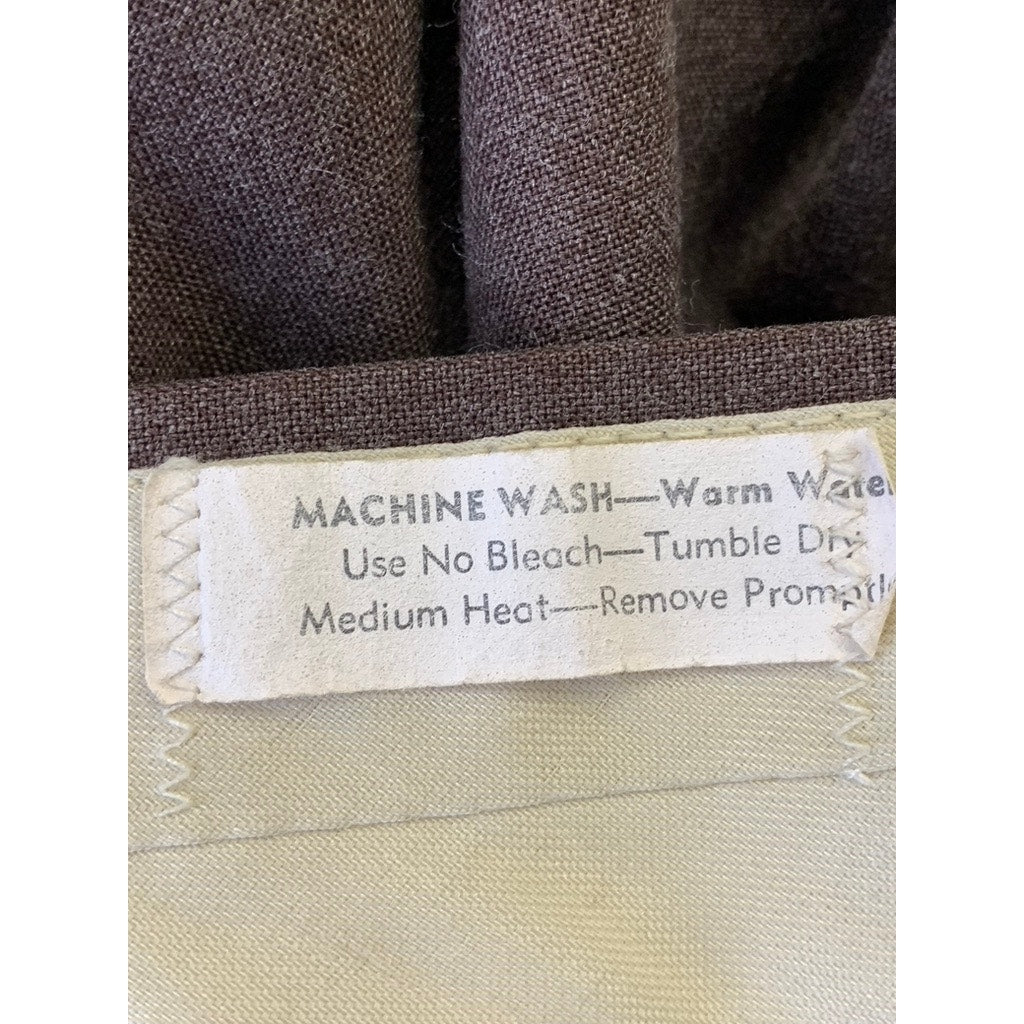 MACHINE WASH—Warm Water
Use No Bleach—Tumble Dry
Medium Heat—Remove Promptly